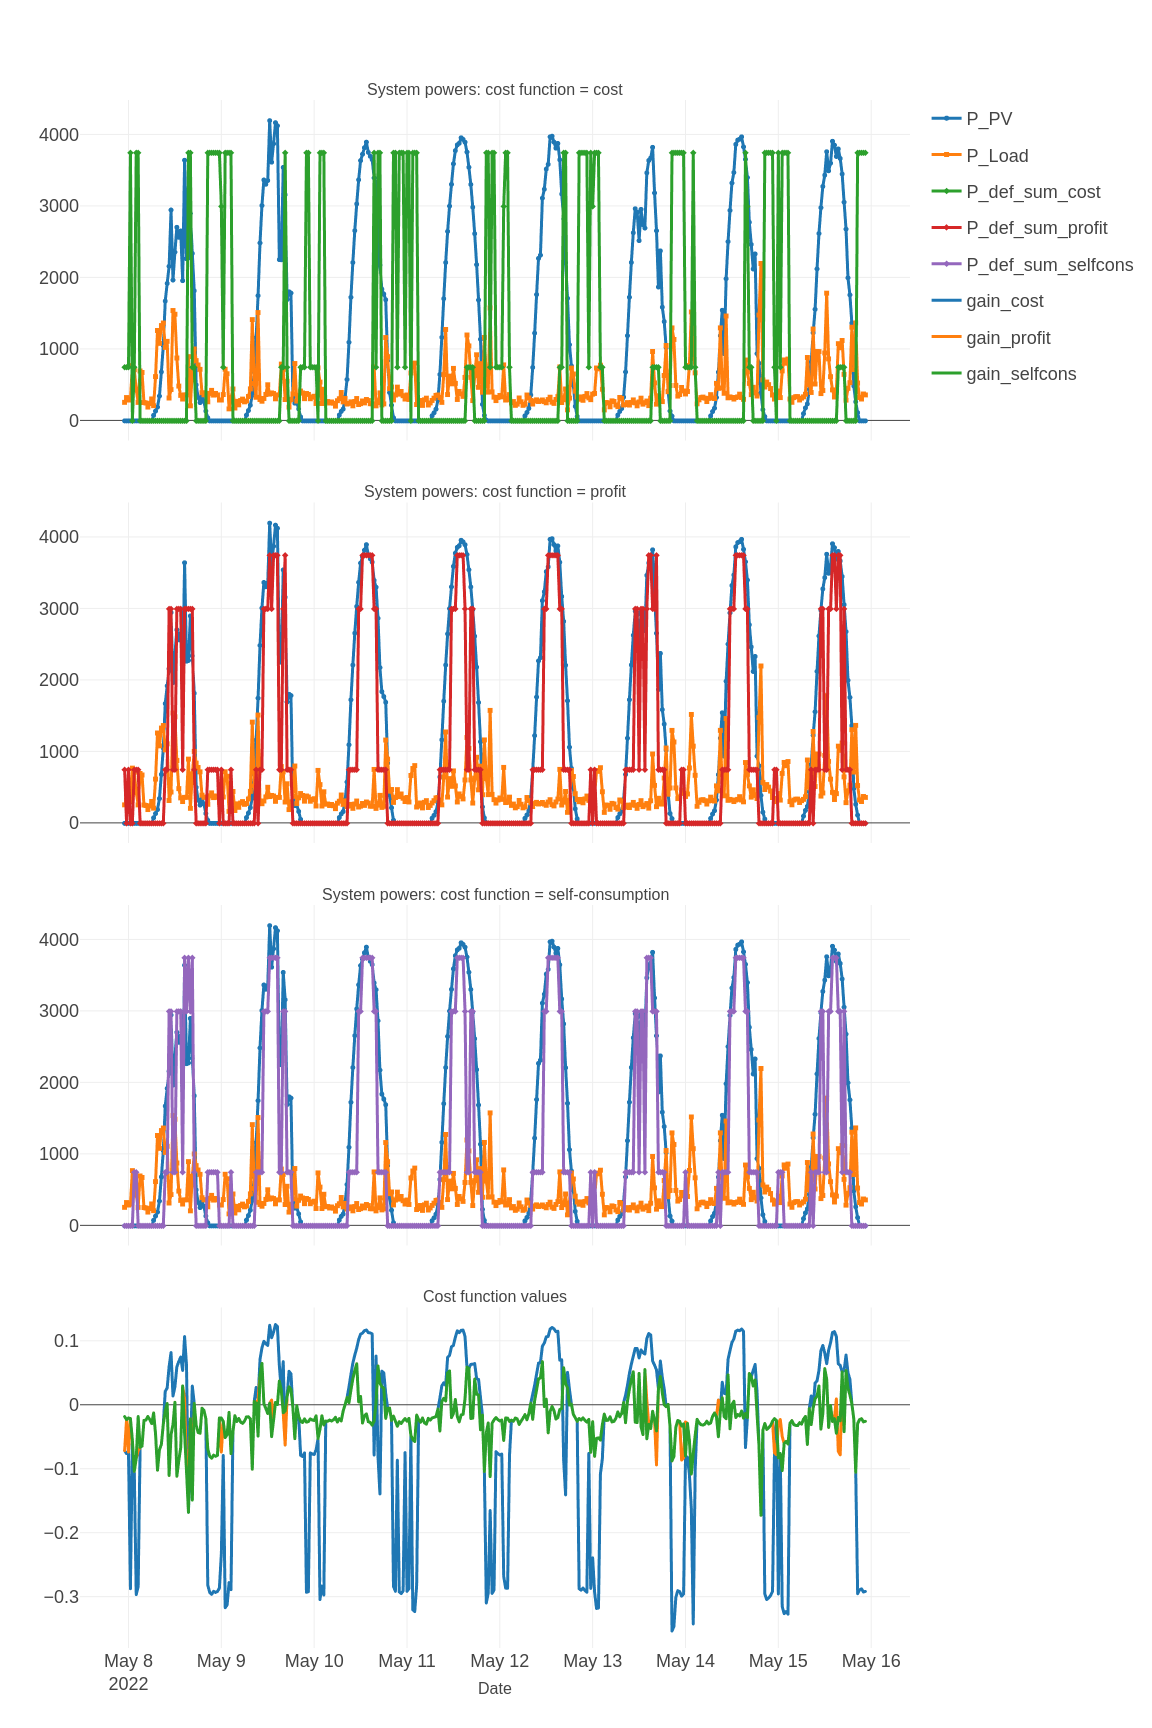 System powers: cost function = cost
4000
3000
2000
1000
0
P_PV
P_Load
P_def_sum_cost
P_def_sum_profit
P_def_sum_selfcons
gain_cost
gain_profit
gain_selfcons
System powers: cost function = profit
4000
3000
2000
1000
0
System powers: cost function = self-consumption
4000
3000
2000
1000
0
Cost function values
0.1
0
−0.1
−0.2
−0.3
May 8 May 9 May 10 May 11 May 12 May 13 May 14 May 15 May 16
2022
Date